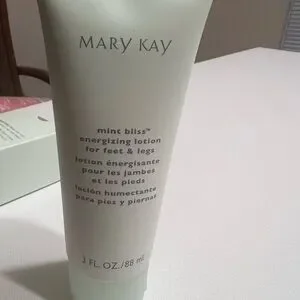 MARY KAY
mint bliss™
energizing lotion
for feet & legs
lotion énergisante
pour les jambes
et les pieds
loción humectante
para pies y piernas
3 FL. OZ./88 ml